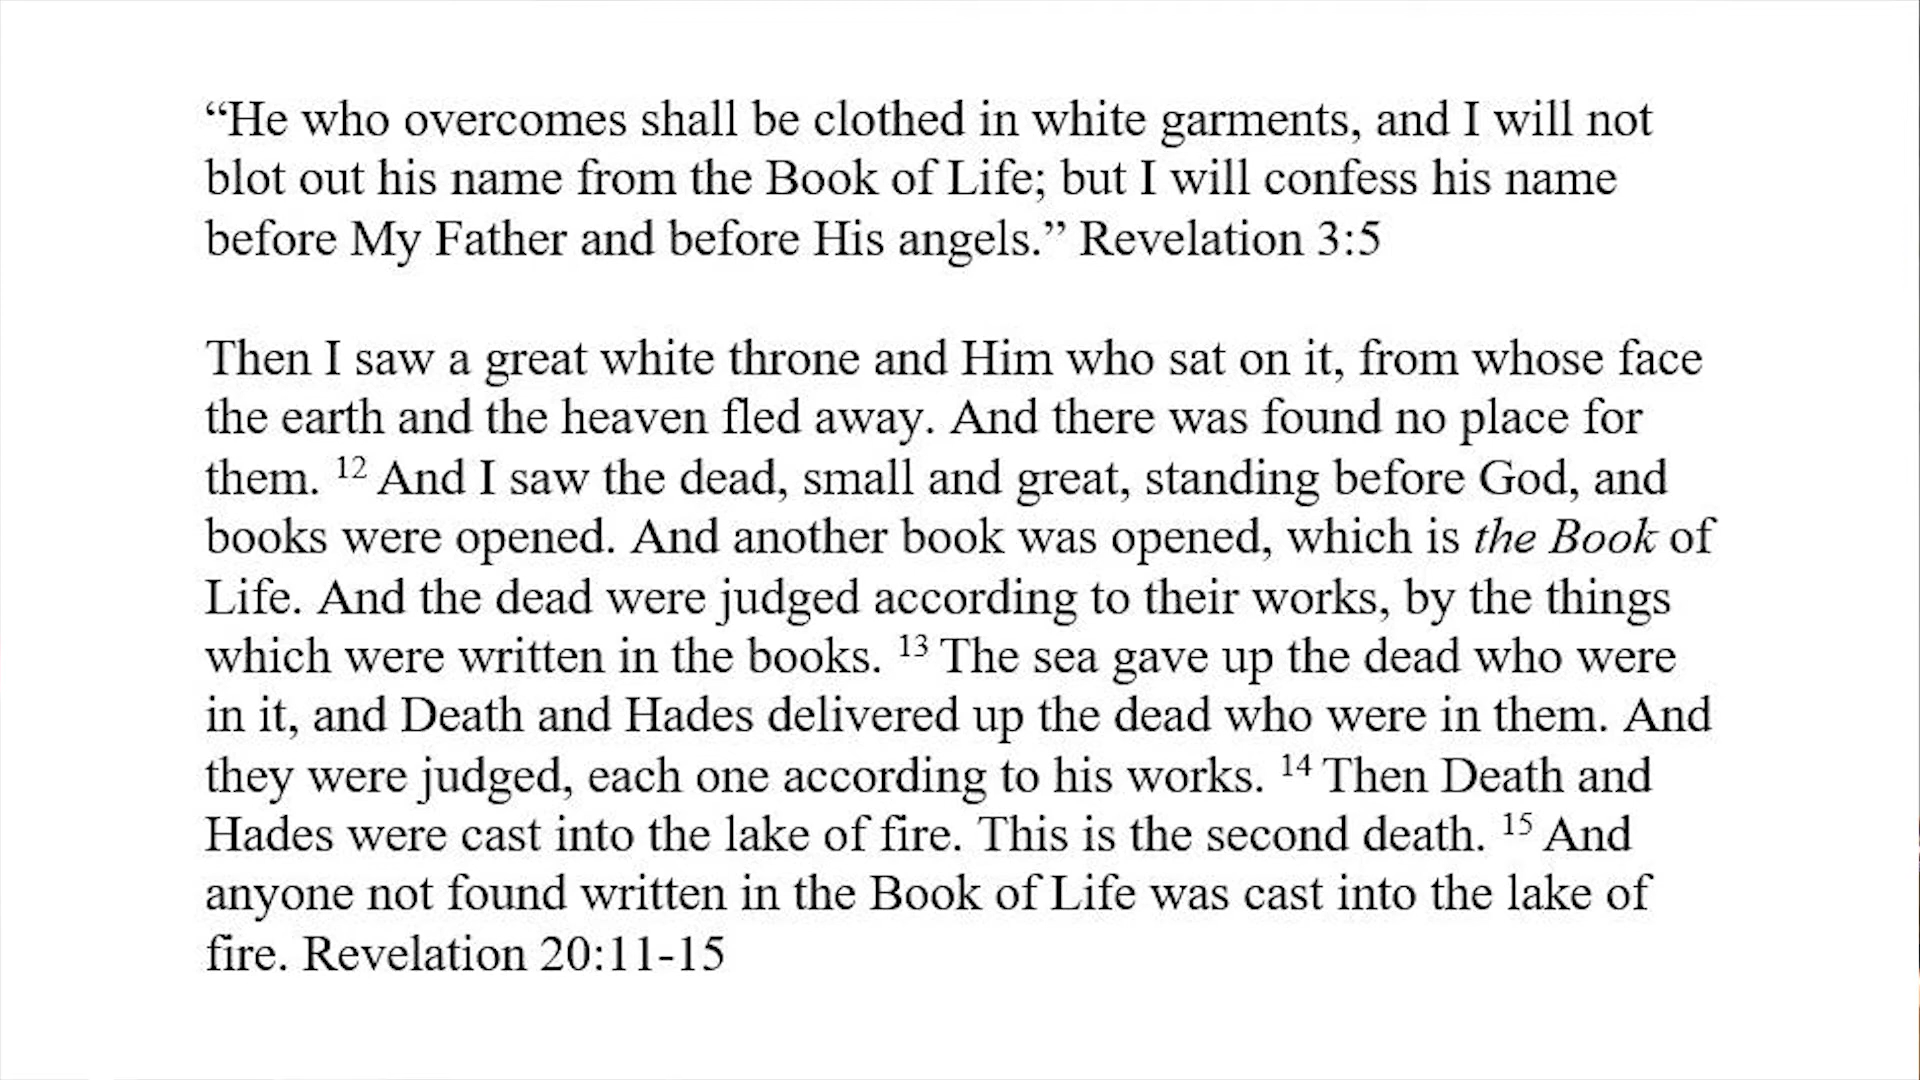 “He who overcomes shall be clothed in white garments, and I will not
blot out his name from the Book of Life; but I will confess his name
before My Father and before His angels.” Revelation 3:5
Then I saw a great white throne and Him who sat on it, from whose face
the earth and the heaven fled away. And there was found no place for
them. 12 And I saw the dead, small and great, standing before God, and
books were opened. And another book was opened, which is the Book of
Life. And the dead were judged according to their works, by the things
which were written in the books. 13 The sea gave up the dead who were
in it, and Death and Hades delivered up the dead who were in them. And
they were judged, each one according to his works. 14 Then Death and
Hades were cast into the lake of fire. This is the second death. 15 And
anyone not found written in the Book of Life was cast into the lake of
fire. Revelation 20:11-15